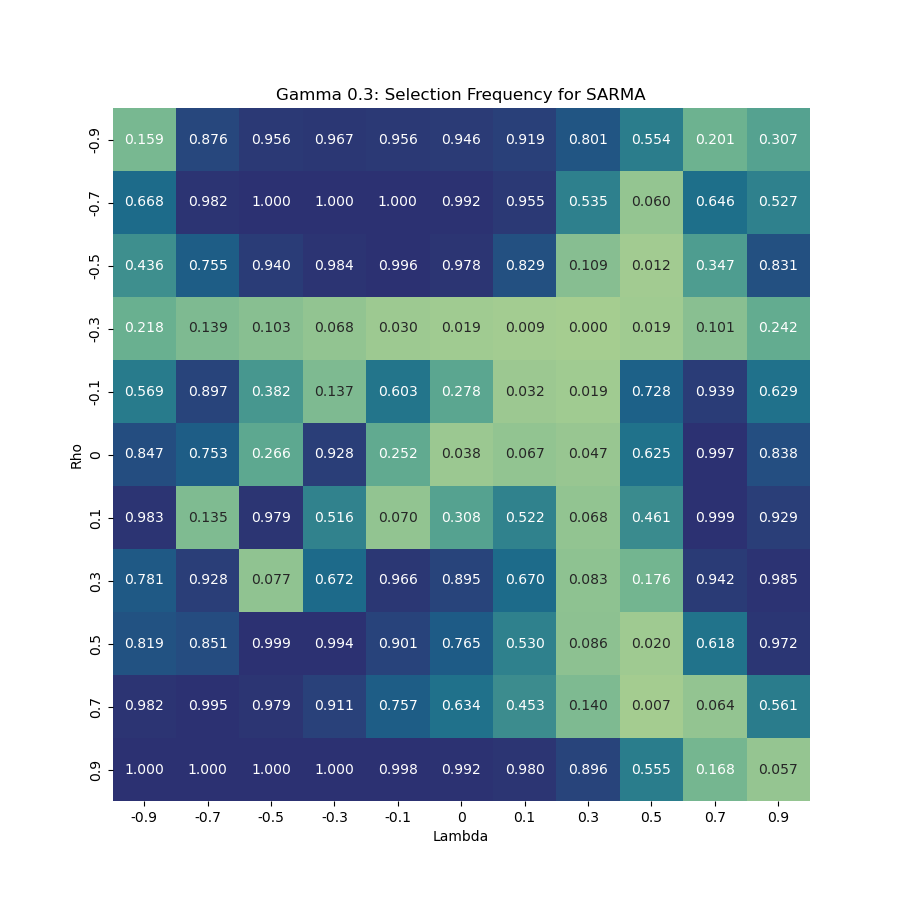 Gamma 0.3: Selection Frequency for SARMA
-0.9 0.159 0.876 0.956 0.967 0.956 0.946 0.919 0.801 0.554 0.201 0.307
-0.7 0.668 0.982 1.000 1.000 1.000 0.992 0.955 0.535 0.060 0.646 0.527
-0.5 0.436 0.755 0.940 0.984 0.996 0.978 0.829 0.109 0.012 0.347 0.831
-0.3 0.218 0.139 0.103 0.068 0.030 0.019 0.009 0.000 0.019 0.101 0.242
-0.1 0.569 0.897 0.382 0.137 0.603 0.278 0.032 0.019 0.728 0.939 0.629
Rho
0 0.847 0.753 0.266 0.928 0.252 0.038 0.067 0.047 0.625 0.997 0.838
0.1 0.983 0.135 0.979 0.516 0.070 0.308 0.522 0.068 0.461 0.999 0.929
0.3 0.781 0.928 0.077 0.672 0.966 0.895 0.670 0.083 0.176 0.942 0.985
0.5 0.819 0.851 0.999 0.994 0.901 0.765 0.530 0.086 0.020 0.618 0.972
0.7 0.982 0.995 0.979 0.911 0.757 0.634 0.453 0.140 0.007 0.064 0.561
0.9 1.000 1.000 1.000 1.000 0.998 0.992 0.980 0.896 0.555 0.168 0.057
-0.9 -0.7 -0.5 -0.3 -0.1 0 0.1 0.3 0.5 0.7 0.9
Lambda